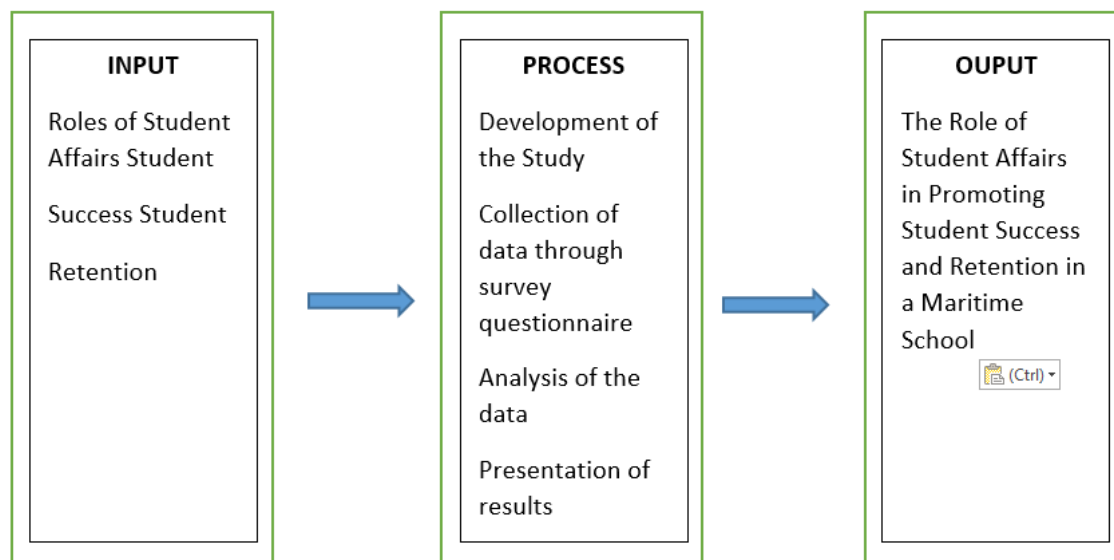 INPUT
Roles of Student
Affairs Student
Success Student
Retention
PROCESS
Development of
the Study
Collection of
data through
survey
questionnaire
Analysis of the
data
Presentation of
results
OUPUT
The Role of
Student Affairs
in Promoting
Student Success
and Retention in
a Maritime
School
(Ctrl)